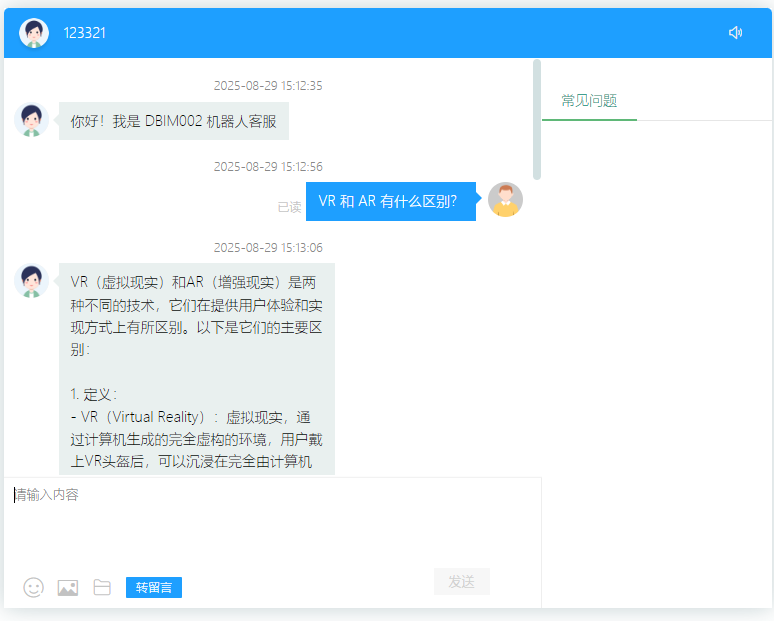 123321
2025-08-29 15:12:35
你好！我是 DBIM002 机器人客服
2025-08-29 15:12:56
已读
VR 和 AR 有什么区别？
2025-08-29 15:13:06
VR（虚拟现实）和AR（增强现实）是两
种不同的技术，它们在提供用户体验和实
现方式上有所区别。以下是它们的主要区
别：
1. 定义：
- VR（Virtual Reality）：虚拟现实，通
过计算机生成的完全虚构的环境，用户戴
上VR头盔后，可以沉浸在完全由计算机
常见问题
请输入内容
转留言
发送